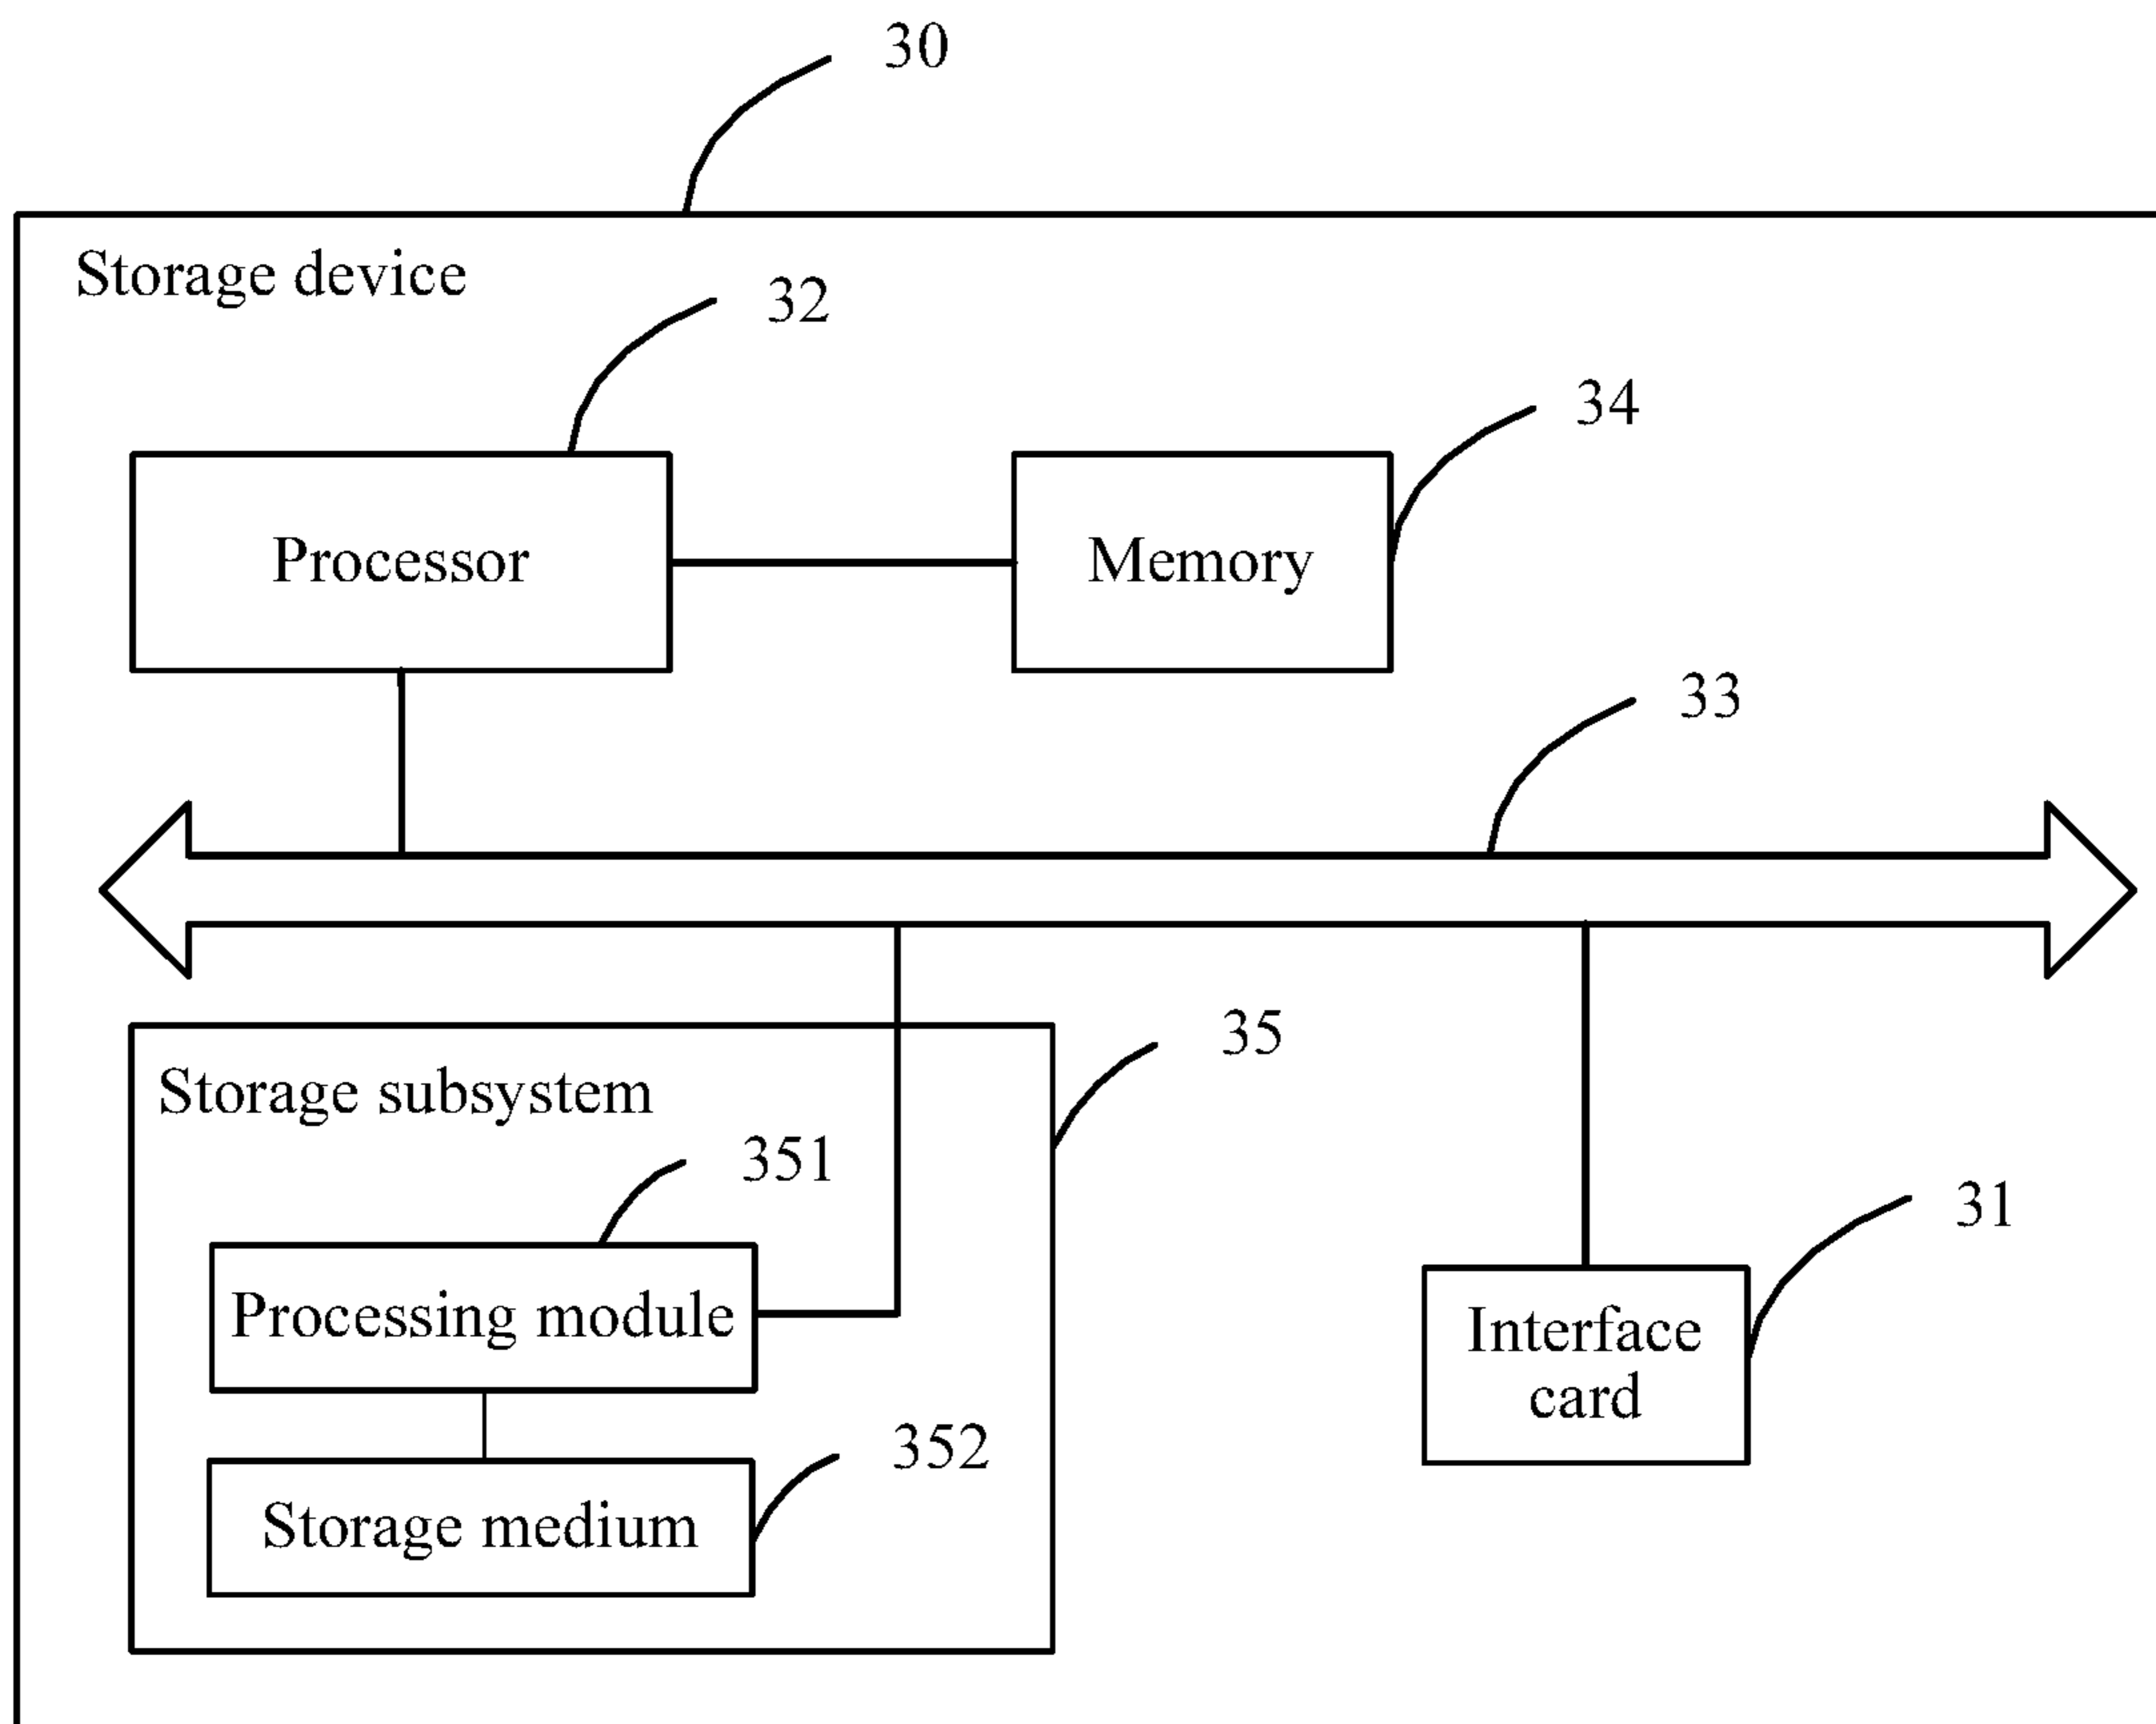 30
Storage device
32
34
Processor
Memory
33
35
Storage subsystem
351
31
Processing module
Interface
card
352
Storage medium